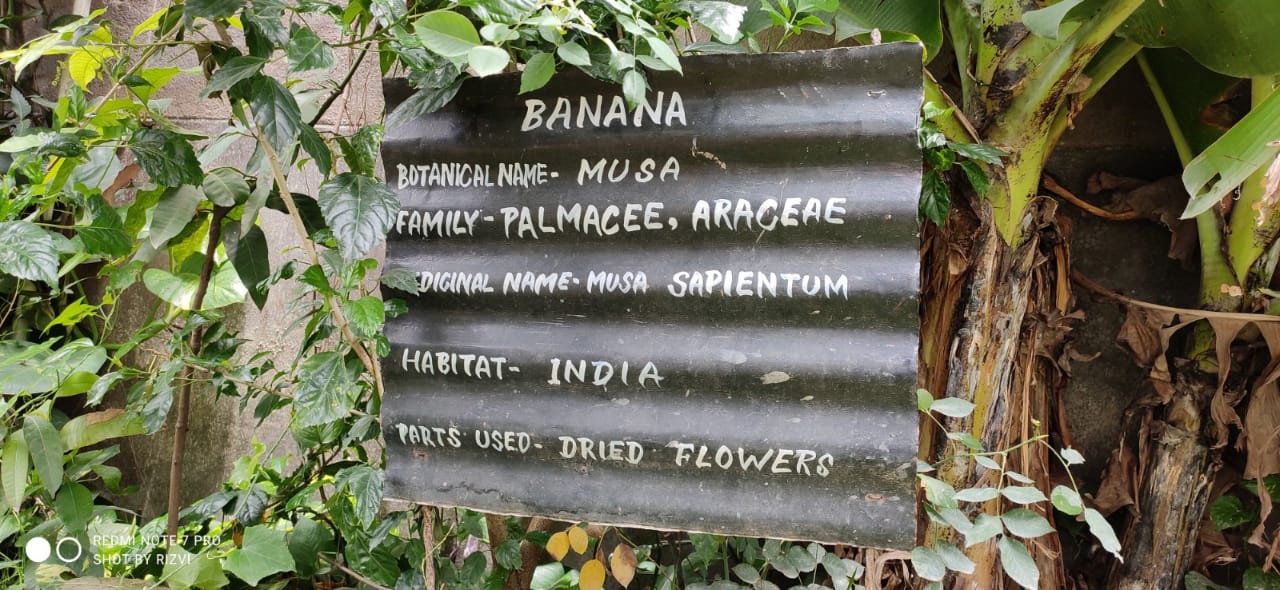 BANANA
BOTANICAL NAME- MUSA
FAMILY- PALMACEE, ARACEAE
EDICINAL NAME- MUSA SAPIENTUM
HABITAT- INDIA
PARTS USED- DRIED FLOWERS
REDMI NOTE 7 PRO
SHOT BY RIZVI